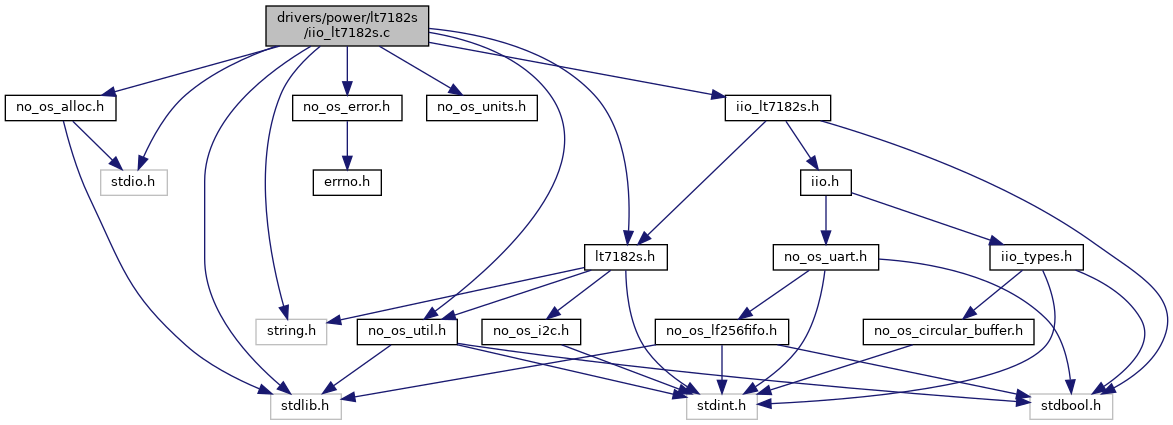 drivers/power/lt7182s
/iio_lt7182s.c
no_os_alloc.h
no_os_error.h
no_os_units.h
iio_lt7182s.h
stdio.h
errno.h
iio.h
lt7182s.h
no_os_uart.h
iio_types.h
string.h
no_os_util.h
no_os_i2c.h
no_os_lf256fifo.h
no_os_circular_buffer.h
stdlib.h
stdint.h
stdbool.h